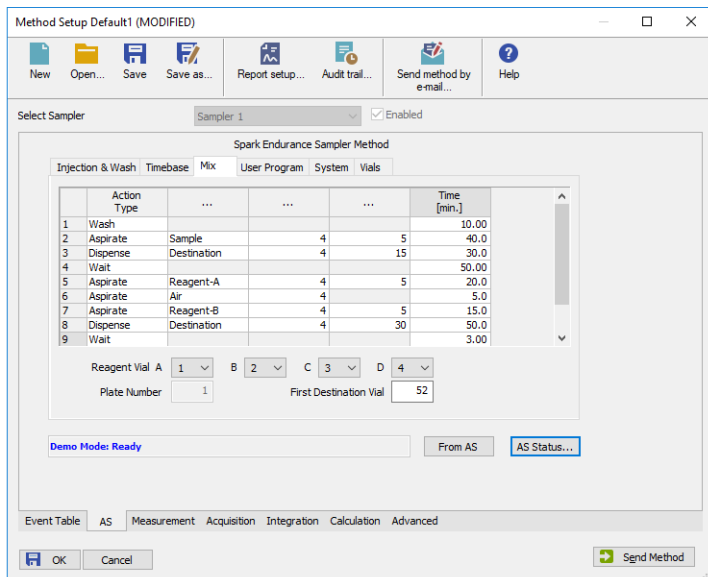 Method Setup Default1 (MODIFIED)
New Open... Save Save as... Report setup... Audit trail... Send method by e-mail... Help
Select Sampler Sampler 1 Enabled
Spark Endurance Sampler Method
Injection & Wash Timebase Mix User Program System Vials
Action Type ... ... ... Time [min.]
1 Wash 10.00
2 Aspirate Sample 4 5 40.0
3 Dispense Destination 4 15 30.0
4 Wait 50.00
5 Aspirate Reagent-A 4 5 20.0
6 Aspirate Air 4 5.0
7 Aspirate Reagent-B 4 5 15.0
8 Dispense Destination 4 30 50.0
9 Wait 3.00
Reagent Vial A 1 B 2 C 3 D 4
Plate Number 1 First Destination Vial 52
Demo Mode: Ready From AS AS Status...
Event Table AS Measurement Acquisition Integration Calculation Advanced
OK Cancel Send Method